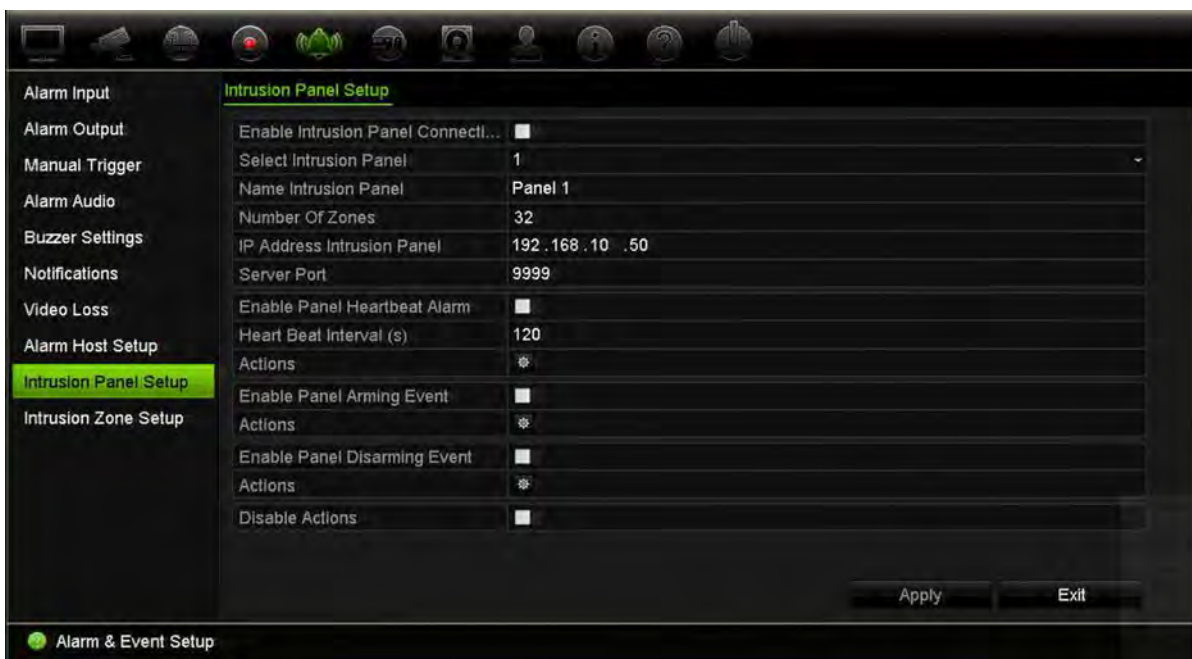 Intrusion Panel Setup
Alarm Input
Alarm Output
Manual Trigger
Alarm Audio
Buzzer Settings
Notifications
Video Loss
Alarm Host Setup
Intrusion Panel Setup
Intrusion Zone Setup
Enable Intrusion Panel Connecti...
Select Intrusion Panel 1
Name Intrusion Panel Panel 1
Number Of Zones 32
IP Address Intrusion Panel 192.168.10 .50
Server Port 9999
Enable Panel Heartbeat Alarm
Heart Beat Interval (s) 120
Actions
Enable Panel Arming Event
Actions
Enable Panel Disarming Event
Actions
Disable Actions
Apply Exit
Alarm & Event Setup